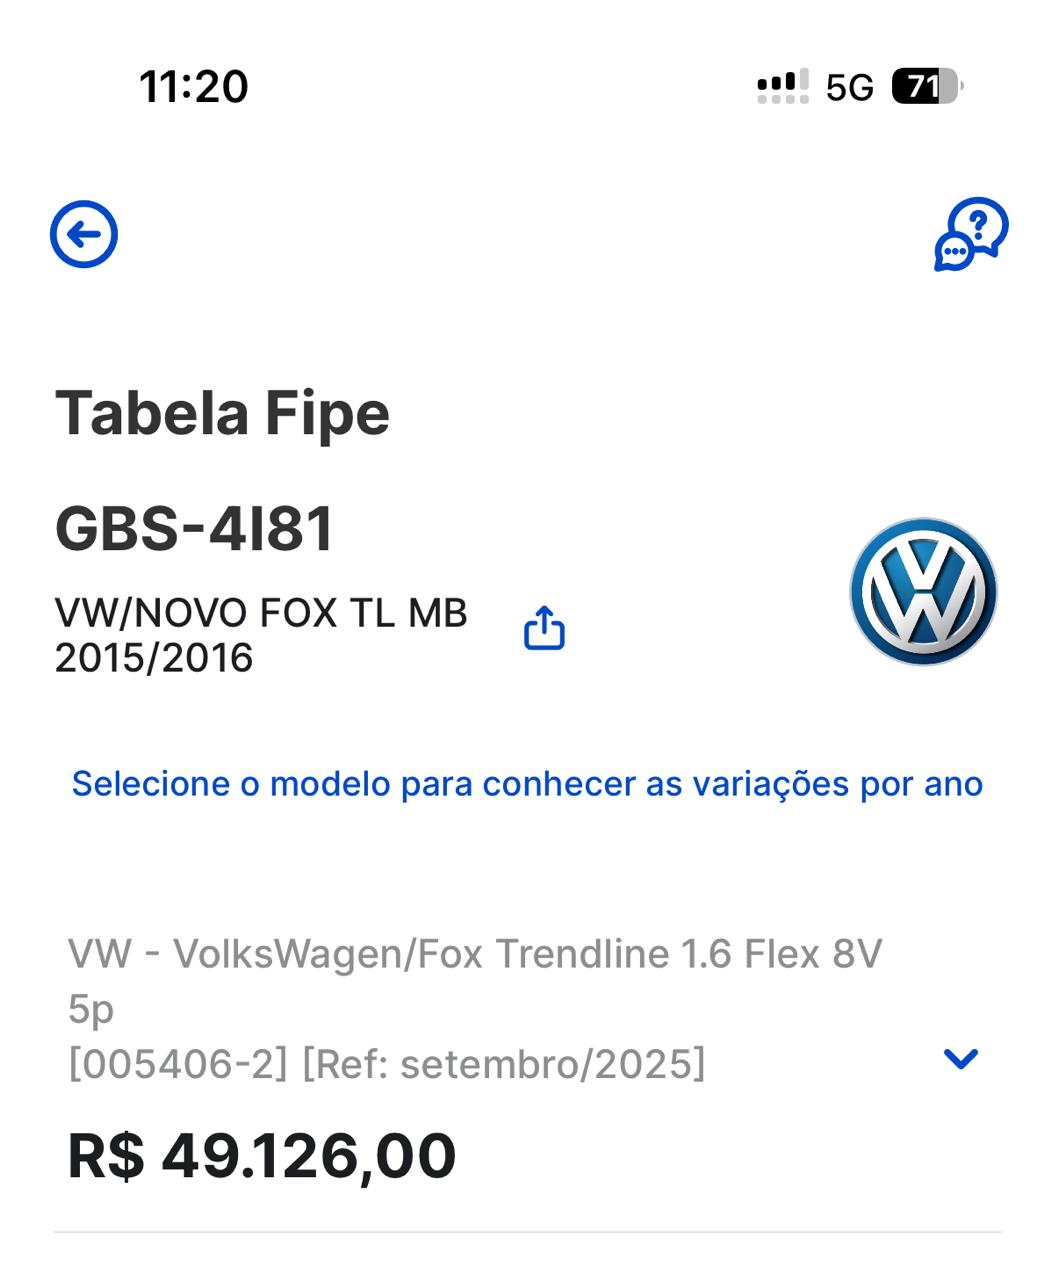 11:20
5G
71
Tabela Fipe
GBS-4I81
VW/NOVO FOX TL MB
2015/2016
Selecione o modelo para conhecer as variações por ano
VW - VolksWagen/Fox Trendline 1.6 Flex 8V
5p
[005406-2] [Ref: setembro/2025]
R$ 49.126,00